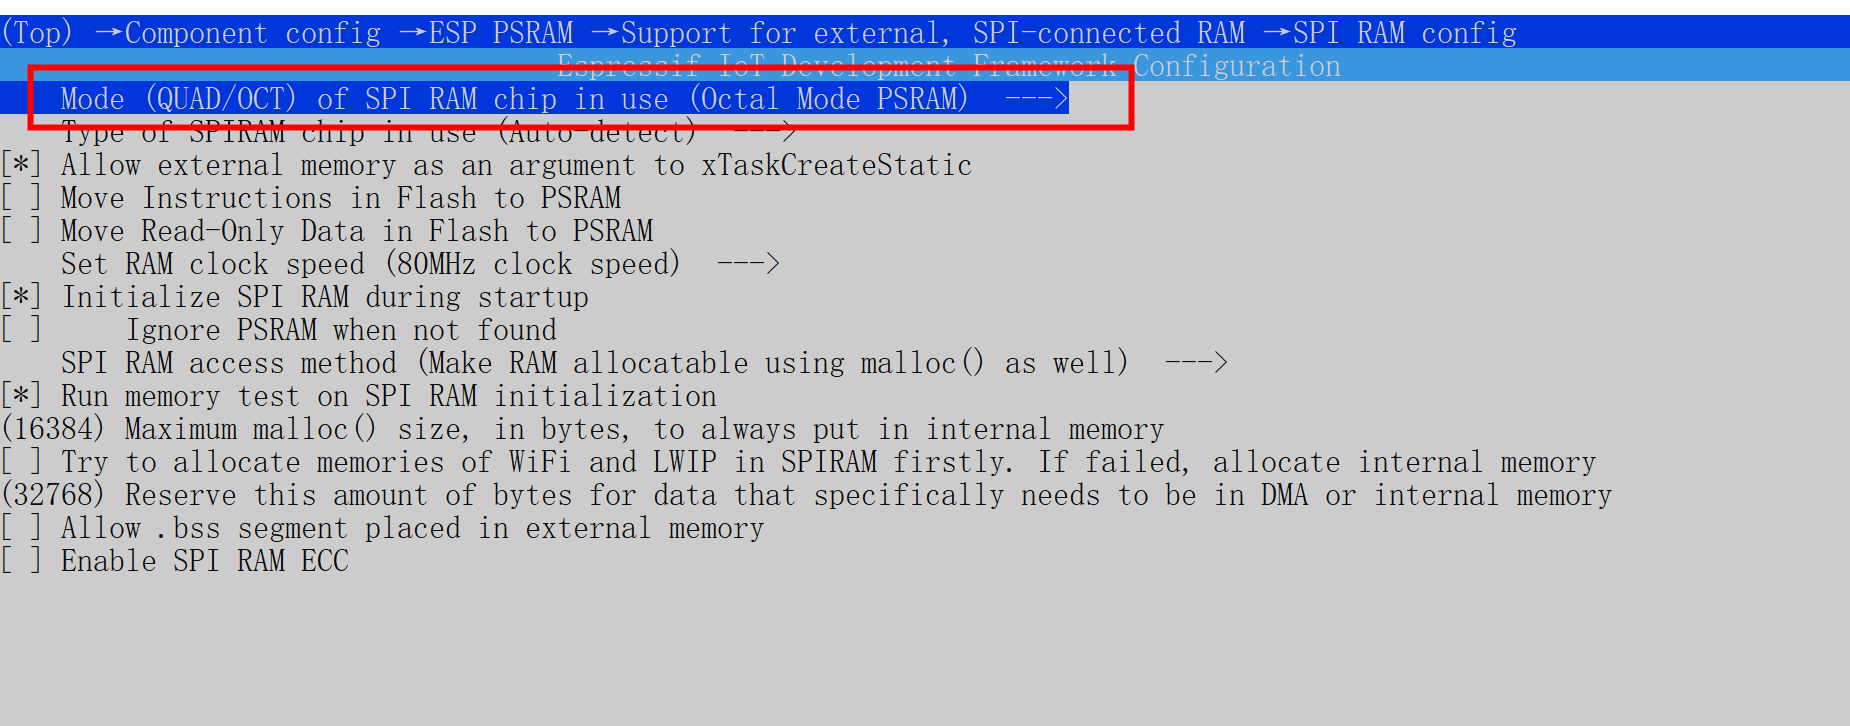 (Top) →Component config →ESP PSRAM →Support for external, SPI-connected RAM →SPI RAM config
Espressif IoT Development Framework Configuration
Mode (QUAD/OCT) of SPI RAM chip in use (Octal Mode PSRAM)  --->
Type of SPIRAM chip in use (Auto-detect)  --->
[*] Allow external memory as an argument to xTaskCreateStatic
[ ] Move Instructions in Flash to PSRAM
[ ] Move Read-Only Data in Flash to PSRAM
Set RAM clock speed (80MHz clock speed)  --->
[*] Initialize SPI RAM during startup
[ ]     Ignore PSRAM when not found
SPI RAM access method (Make RAM allocatable using malloc() as well)  --->
[*] Run memory test on SPI RAM initialization
(16384) Maximum malloc() size, in bytes, to always put in internal memory
[ ] Try to allocate memories of WiFi and LWIP in SPIRAM firstly. If failed, allocate internal memory
(32768) Reserve this amount of bytes for data that specifically needs to be in DMA or internal memory
[ ] Allow .bss segment placed in external memory
[ ] Enable SPI RAM ECC